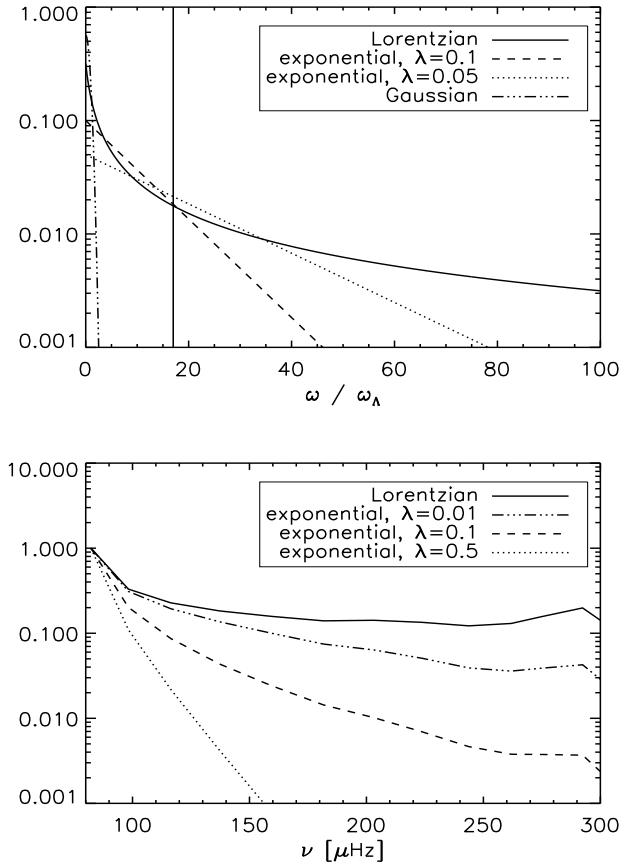 1.000
0.100
0.010
0.001
Lorentzian
exponential, λ=0.1
exponential, λ=0.05
Gaussian
0 20 40 60 80 100
ω / ω_Λ
10.000
1.000
0.100
0.010
0.001
Lorentzian
exponential, λ=0.01
exponential, λ=0.1
exponential, λ=0.5
100 150 200 250 300
ν [μHz]